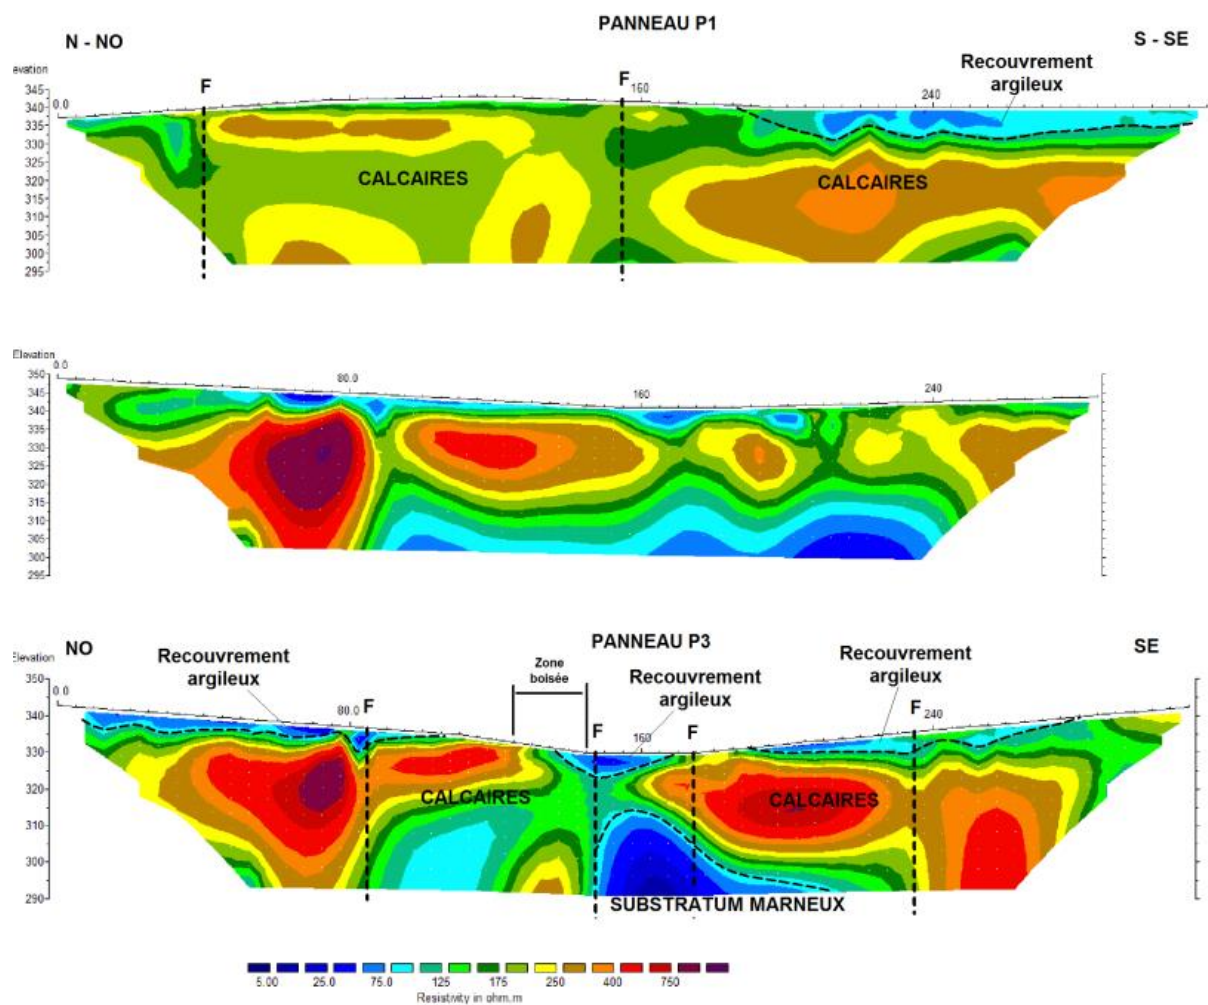 PANNEAU P1
N - NO
S - SE
Recouvrement
argileux
evation
F
F
345
340
335
330
325
320
315
310
305
300
295
0.0
160
240
CALCAIRES
CALCAIRES
Elevation
350
345
340
335
330
325
320
315
310
305
300
295
0.0
80.0
160
240
PANNEAU P3
NO
SE
Recouvrement
argileux
Zone
boisée
Recouvrement
argileux
Recouvrement
argileux
Elevation
350
340
330
320
310
300
290
0.0
80.0
160
240
F
F
F
F
CALCAIRES
CALCAIRES
SUBSTRATUM MARNEUX
5.00 25.0 75.0 125 175 250 400 750
Resistivity in ohm.m